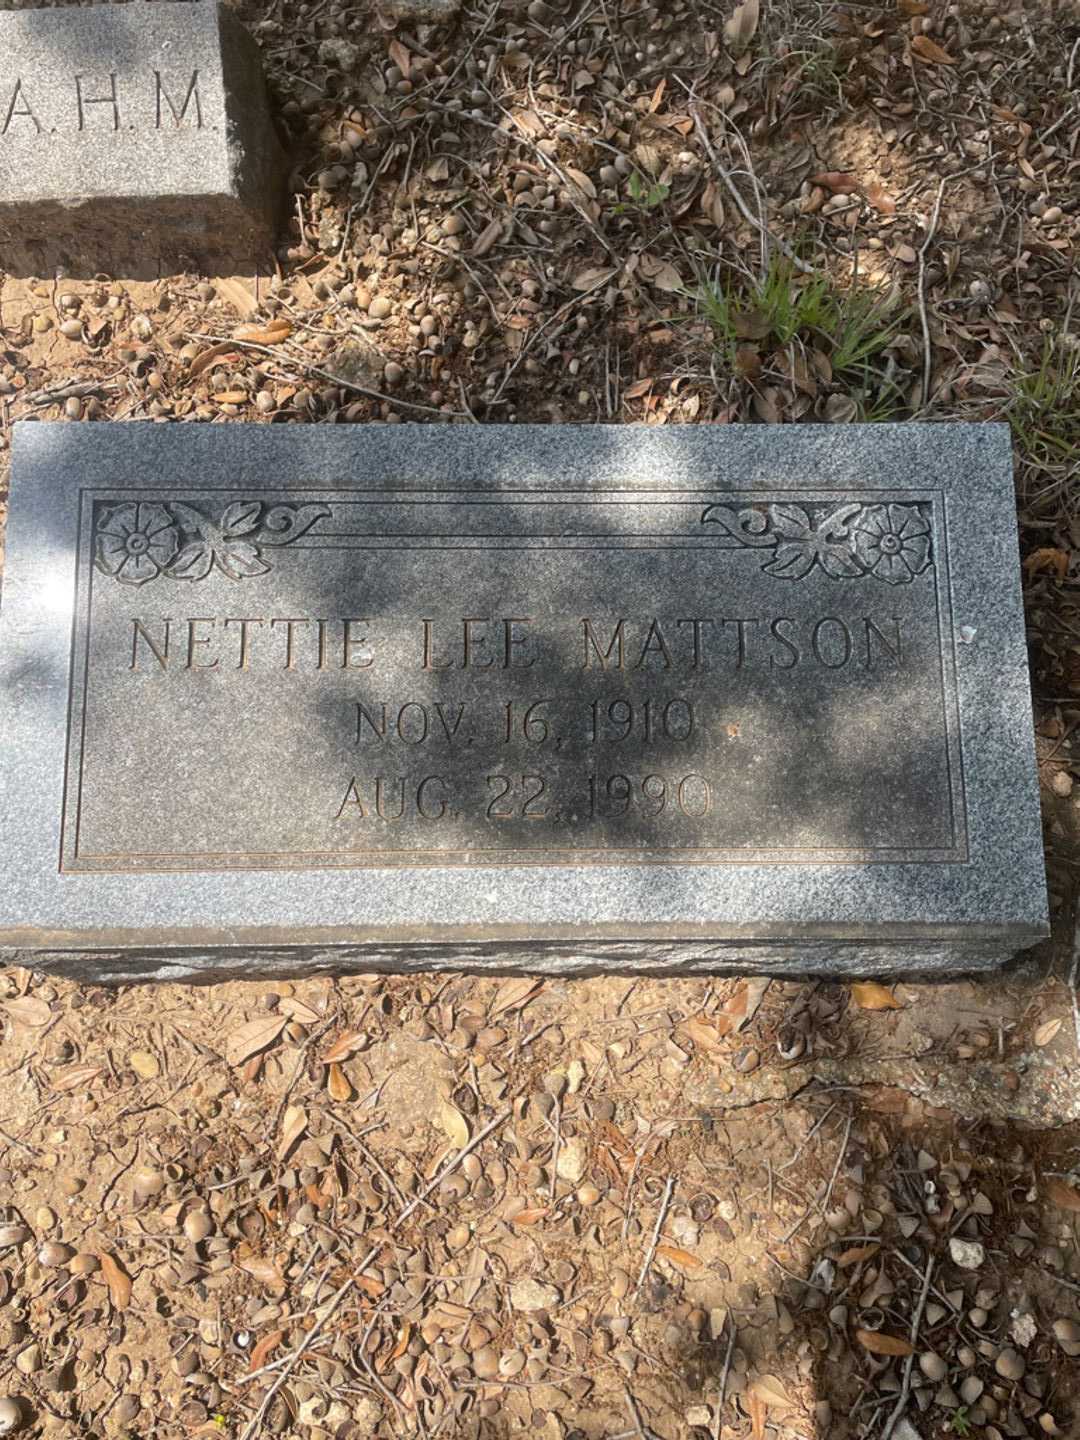 A.H.M.
NETTIE LEE MATTSON
NOV. 16, 1910
AUG. 22, 1990